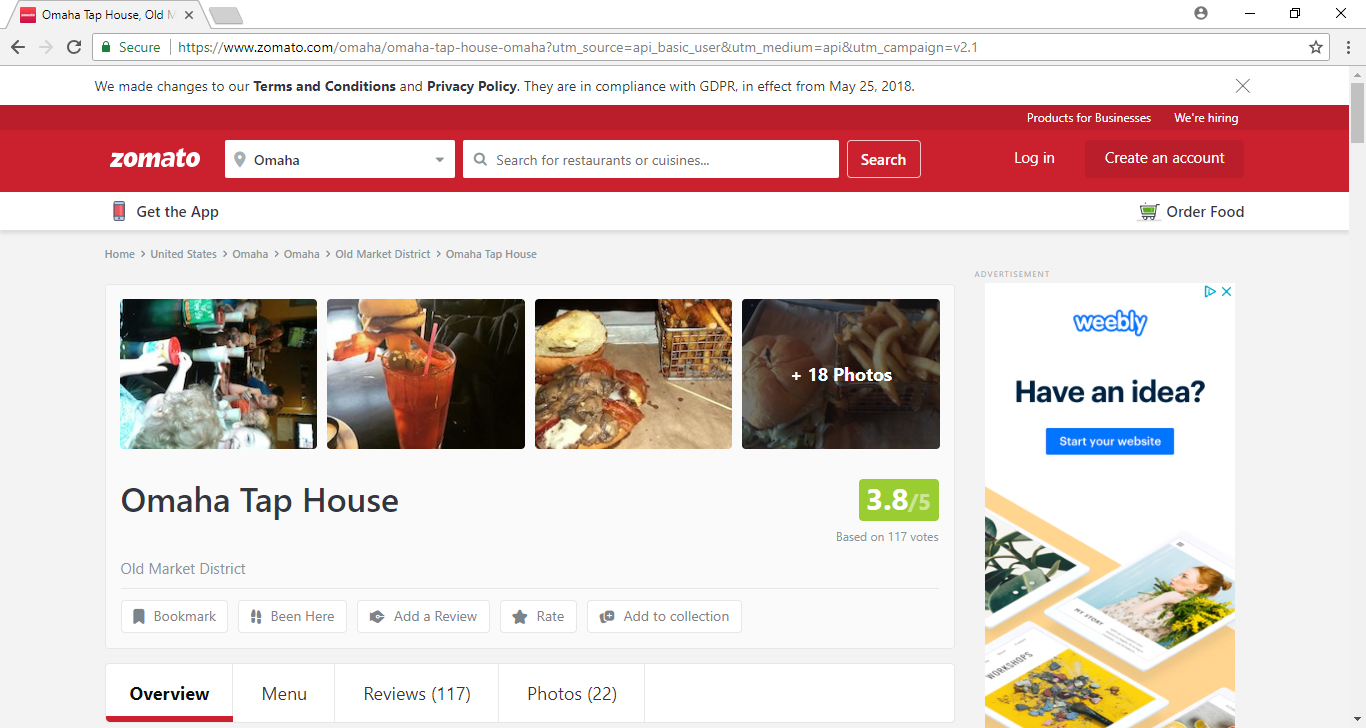 Omaha Tap House, Old M
Secure
https://www.zomato.com/omaha/omaha-tap-house-omaha?utm_source=api_basic_user&utm_medium=api&utm_campaign=v2.1
We made changes to our Terms and Conditions and Privacy Policy. They are in compliance with GDPR, in effect from May 25, 2018.
Products for Businesses We're hiring
zomato Omaha Search for restaurants or cuisines... Search Log in Create an account
Get the App Order Food
Home > United States > Omaha > Omaha > Old Market District > Omaha Tap House
ADVERTISEMENT
weebly
Have an idea?
Start your website
+ 18 Photos
Omaha Tap House
3.8/5
Based on 117 votes
Old Market District
Bookmark Been Here Add a Review Rate Add to collection
MY STORY
WORKSHOPS
Overview Menu Reviews (117) Photos (22)